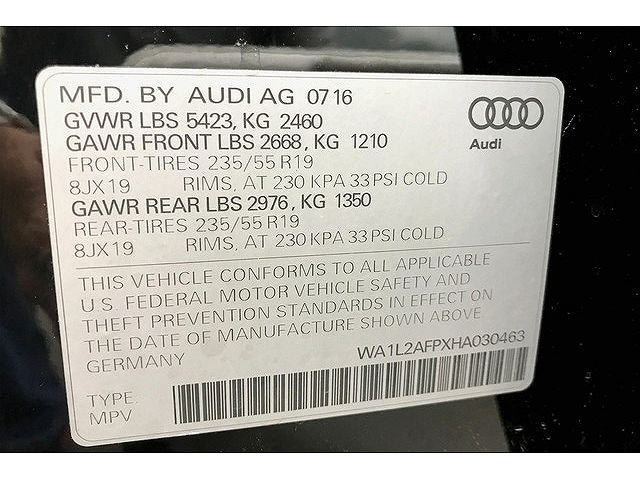 MFD. BY AUDI AG 07 16
GVWR LBS 5423, KG 2460
GAWR FRONT LBS 2668, KG 1210
FRONT-TIRES 235/55 R19
8JX19 RIMS, AT 230 KPA 33 PSI COLD
GAWR REAR LBS 2976, KG 1350
REAR-TIRES 235/55 R19
8JX19 RIMS, AT 230 KPA 33 PSI COLD
Audi
THIS VEHICLE CONFORMS TO ALL APPLICABLE
U.S. FEDERAL MOTOR VEHICLE SAFETY AND
THEFT PREVENTION STANDARDS IN EFFECT ON
THE DATE OF MANUFACTURE SHOWN ABOVE
GERMANY WA1L2AFPXHA030463
TYPE
MPV